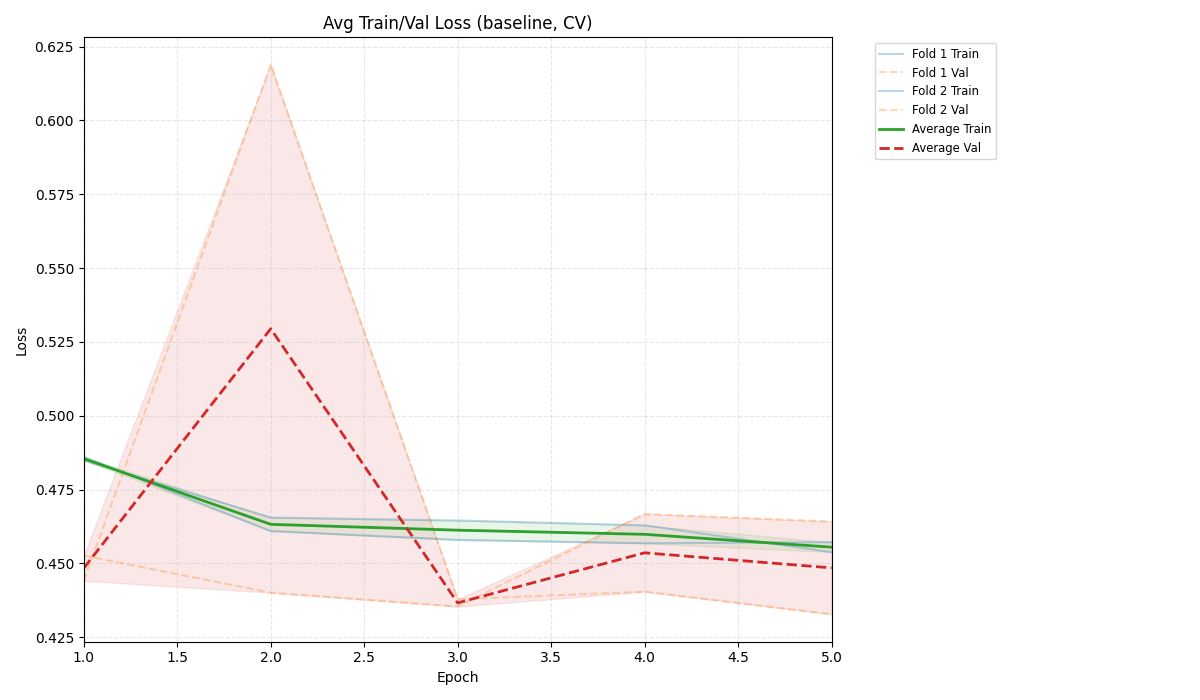 Avg Train/Val Loss (baseline, CV)
0.625
0.600
0.575
0.550
0.525
0.500
0.475
0.450
0.425
Loss
1.0 1.5 2.0 2.5 3.0 3.5 4.0 4.5 5.0
Epoch
Fold 1 Train
Fold 1 Val
Fold 2 Train
Fold 2 Val
Average Train
Average Val